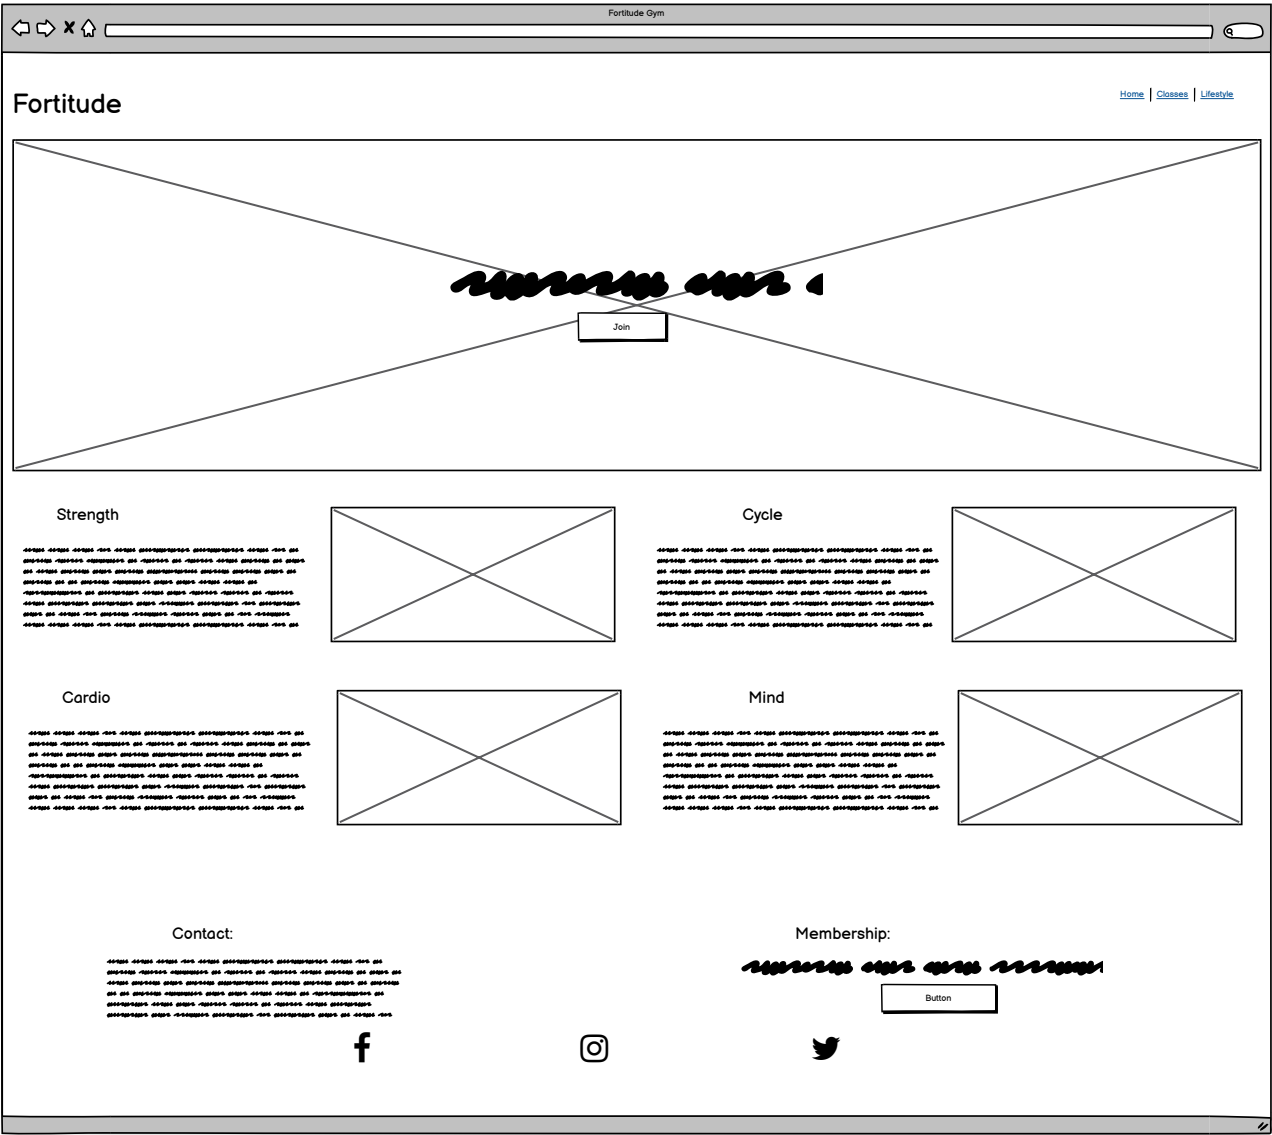 Fortitude Gym
Fortitude
Home | Classes | Lifestyle
Join
Strength
Cycle
Cardio
Mind
Contact:
Membership:
Button